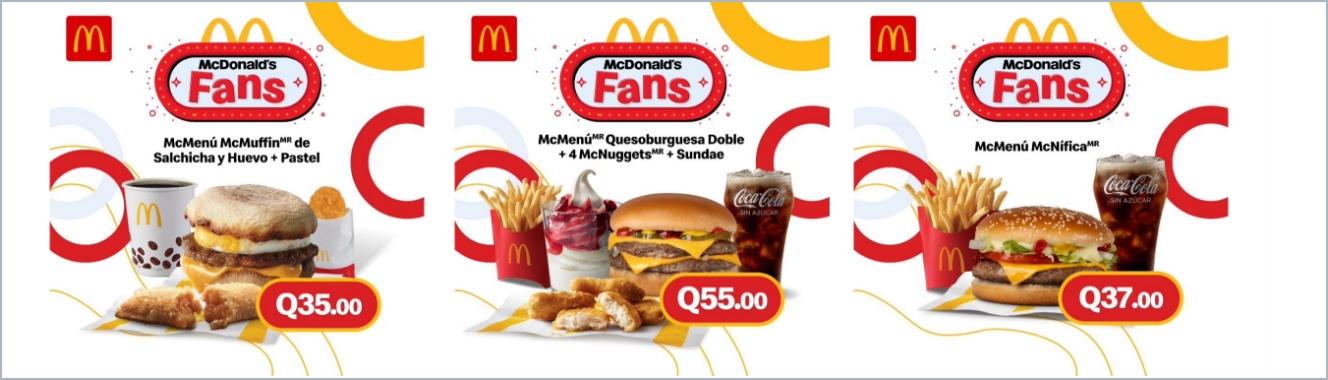 McDonald's
Fans
McMenú McMuffinᴹᴿ de
Salchicha y Huevo + Pastel
Q35.00
McDonald's
Fans
McMenúᴹᴿ Quesoburguesa Doble
+ 4 McNuggetsᴹᴿ + Sundae
Coca-Cola
SIN AZÚCAR
Q55.00
McDonald's
Fans
McMenú McNíficaᴹᴿ
Coca-Cola
SIN AZÚCAR
Q37.00